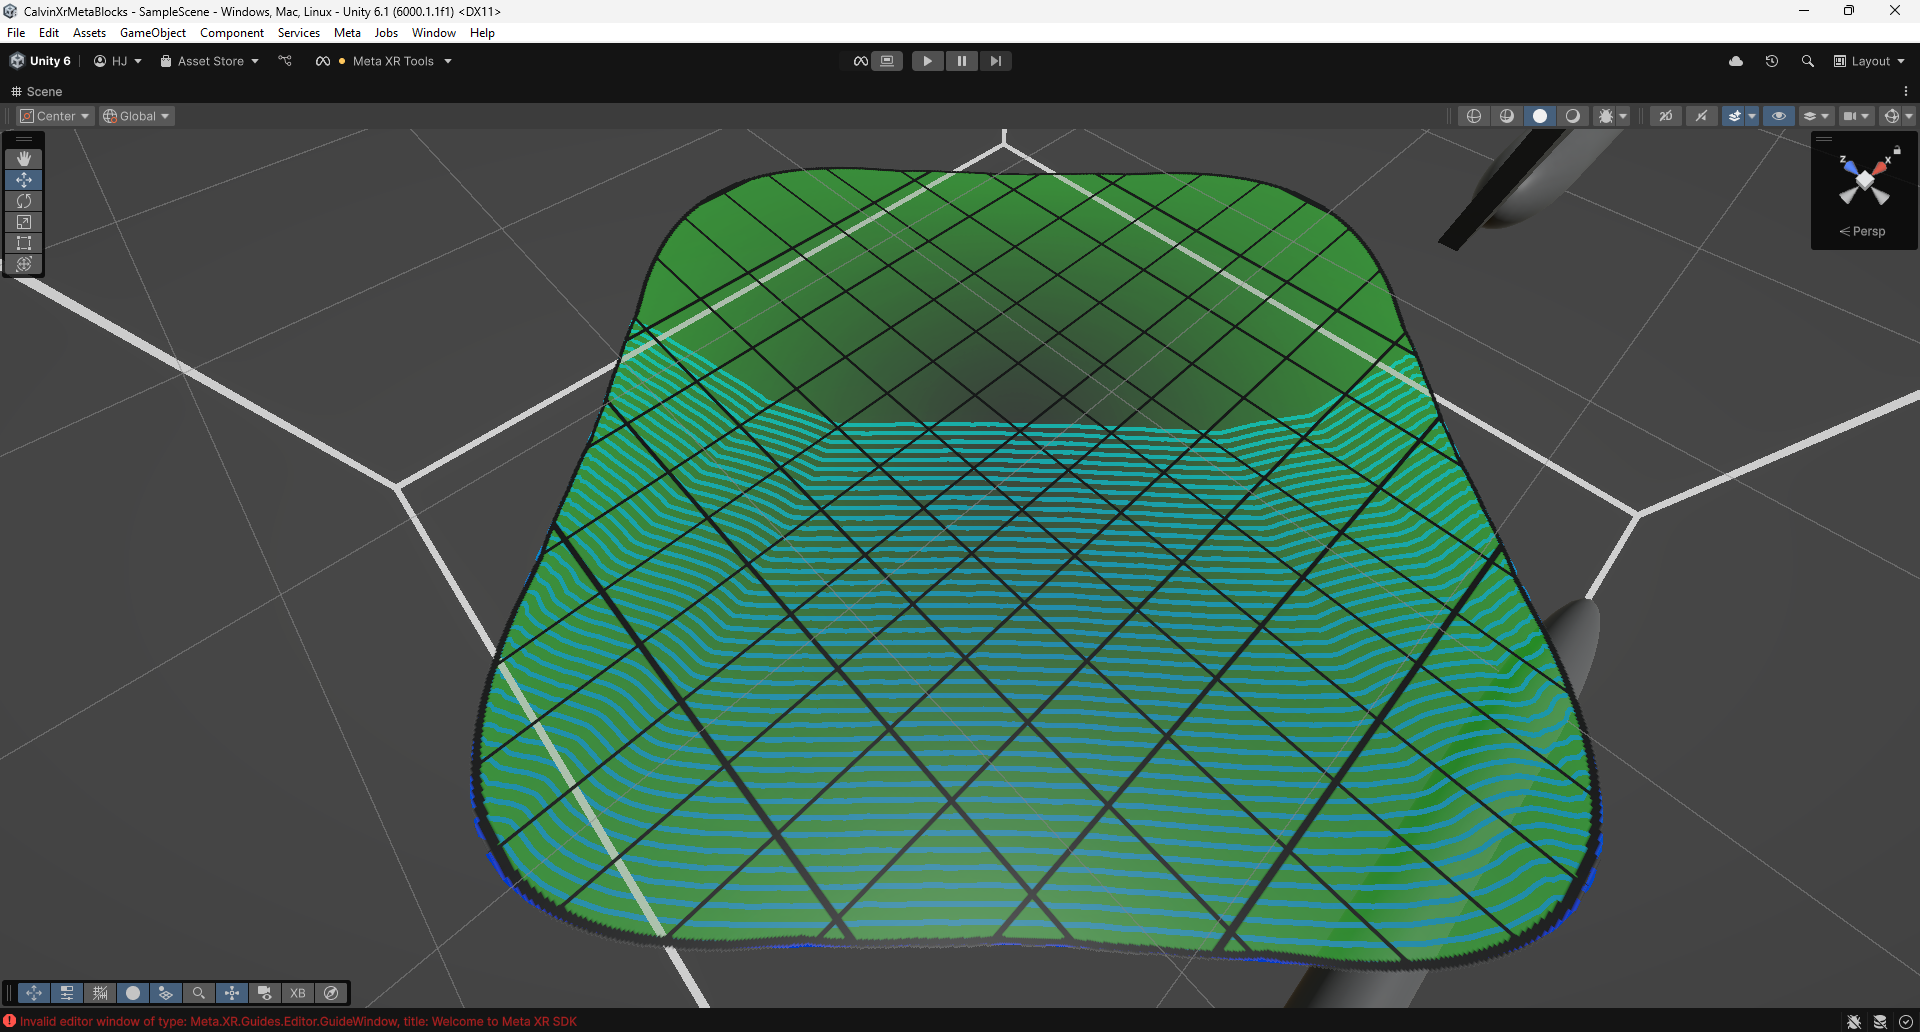 CalvinXrMetaBlocks - SampleScene - Windows, Mac, Linux - Unity 6.1 (6000.1.1f1) <DX11>
File Edit Assets GameObject Component Services Meta Jobs Window Help
Unity 6 HJ Asset Store Meta XR Tools Layout
Scene
Center Global 2D
z x
< Persp
XB
Invalid editor window of type: Meta.XR.Guides.Editor.GuideWindow, title: Welcome to Meta XR SDK